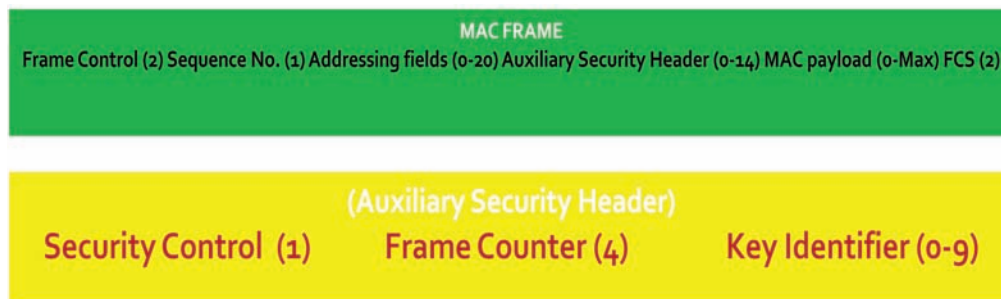 MAC FRAME
Frame Control (2) Sequence No. (1) Addressing fields (0-20) Auxiliary Security Header (0-14) MAC payload (0-Max) FCS (2)
(Auxiliary Security Header)
Security Control (1) Frame Counter (4) Key Identifier (0-9)